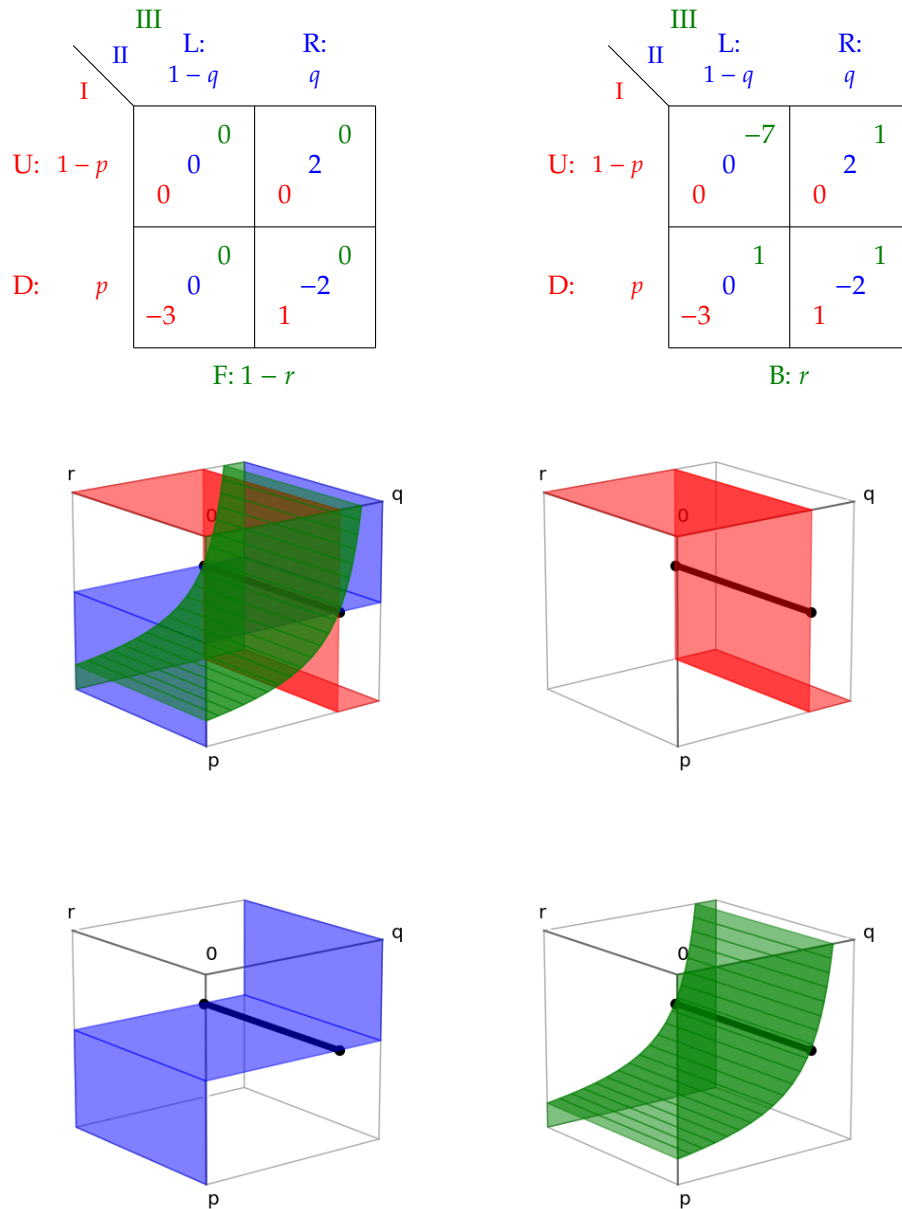 III III
II L: R: II L: R:
I 1 − q q I 1 − q q
0 0 −7 1
U: 1 − p 0 2 U: 1 − p 0 2
0 0 0 0
0 0 1 1
D: p 0 −2 D: p 0 −2
−3 1 −3 1
F: 1 − r B: r
r q r q
0 0
p p
r q r q
0 0
p p